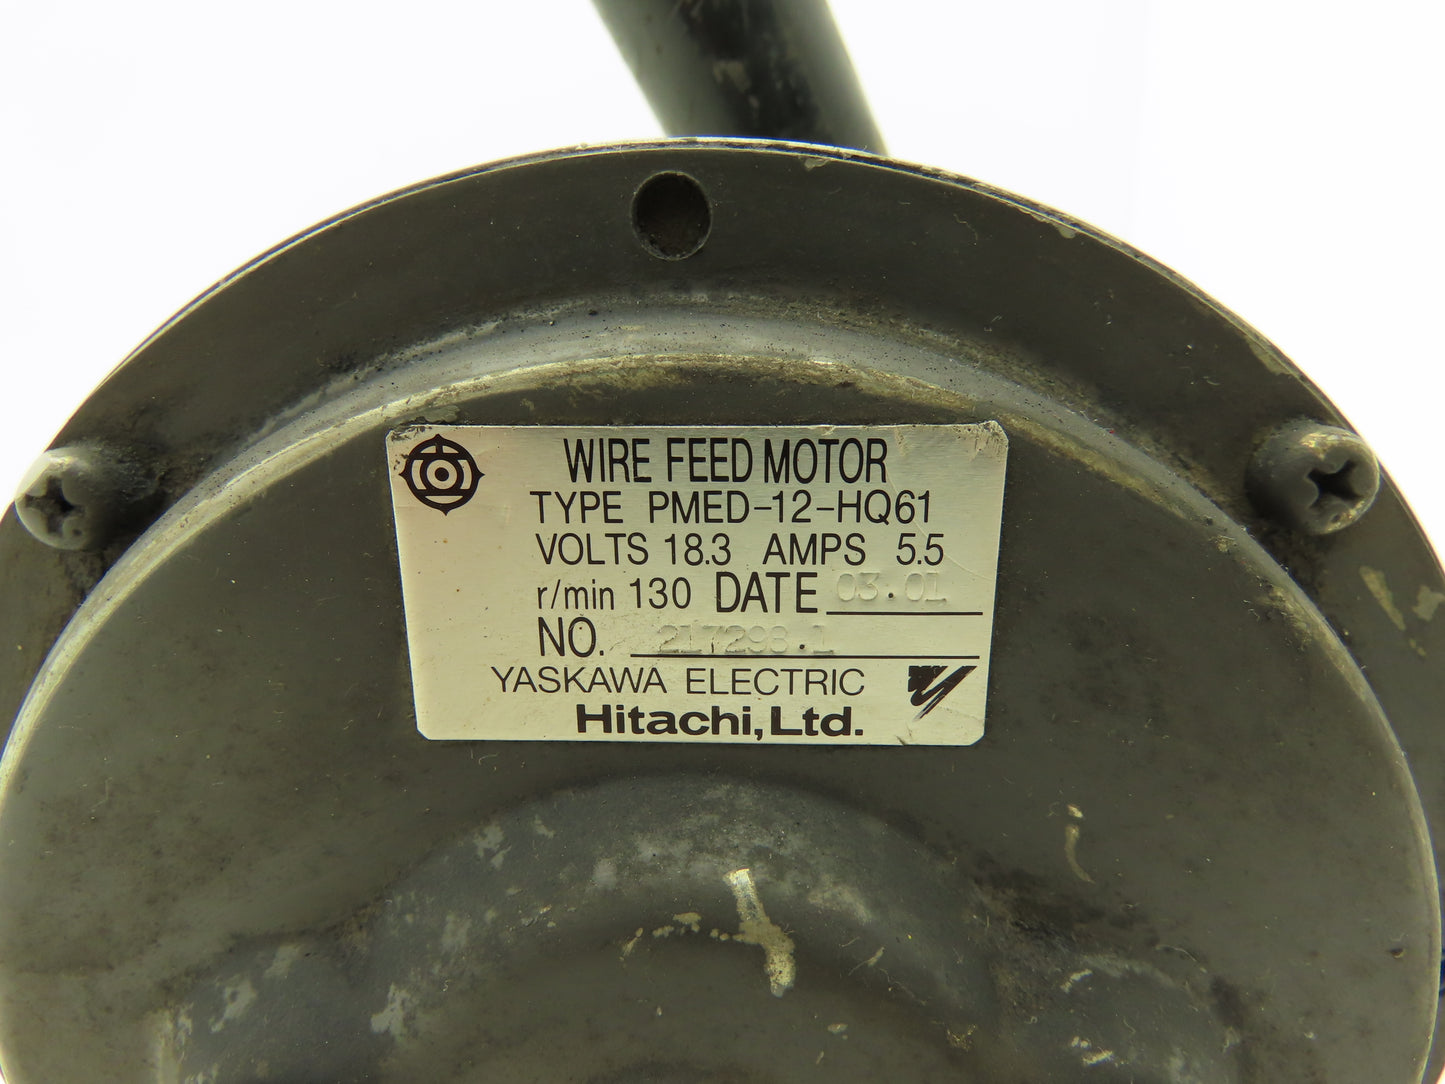 WIRE FEED MOTOR
TYPE PMED-12-HQ61
VOLTS 18.3 AMPS 5.5
r/min 130 DATE 03.01
NO. 217298.1
YASKAWA ELECTRIC
Hitachi, Ltd.